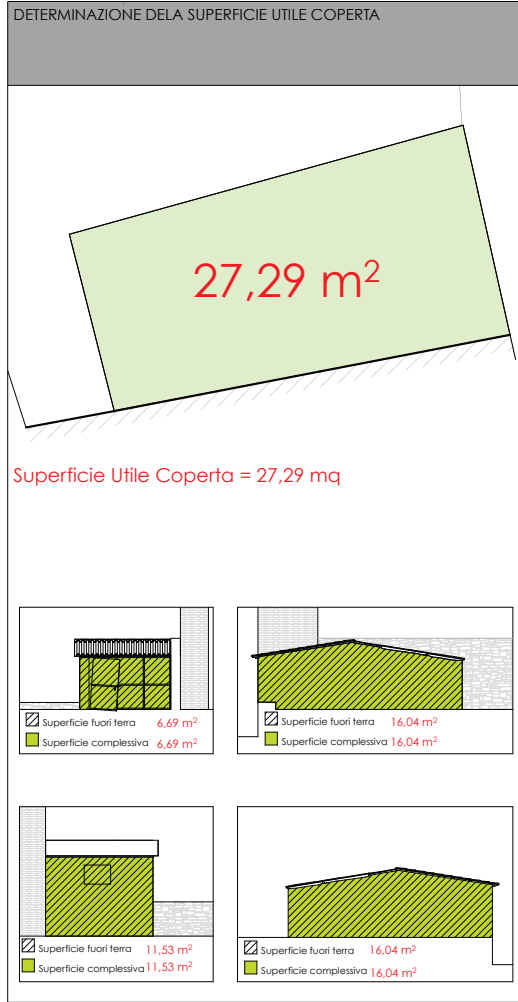 DETERMINAZIONE DELA SUPERFICIE UTILE COPERTA
27,29 m²
Superficie Utile Coperta = 27,29 mq
Superficie fuori terra 6,69 m²
Superficie complessiva 6,69 m²
Superficie fuori terra 16,04 m²
Superficie complessiva 16,04 m²
Superficie fuori terra 11,53 m²
Superficie complessiva 11,53 m²
Superficie fuori terra 16,04 m²
Superficie complessiva 16,04 m²